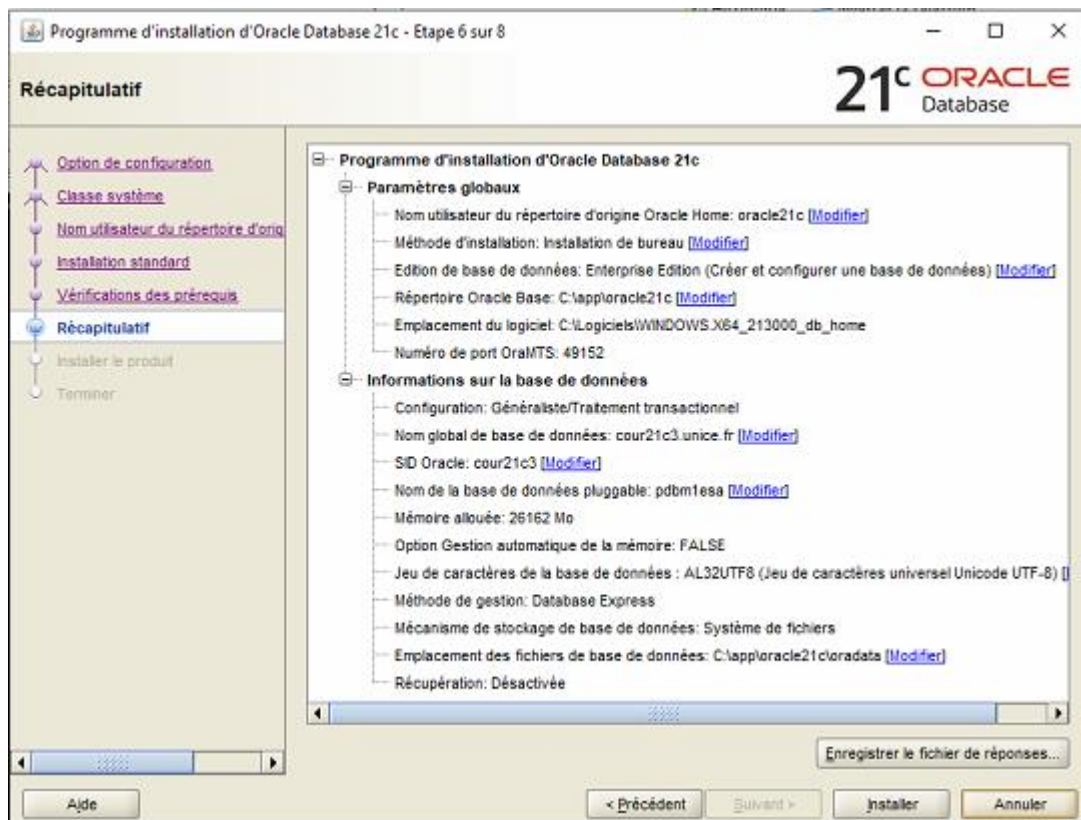 Programme d'installation d'Oracle Database 21c - Etape 6 sur 8
Récapitulatif
21c ORACLE
Database
Option de configuration
Classe système
Nom utilisateur du répertoire d'orig
Installation standard
Vérifications des prérequis
Récapitulatif
Installer le produit
Terminer
Programme d'installation d'Oracle Database 21c
Paramètres globaux
Nom utilisateur du répertoire d'origine Oracle Home: oracle21c [Modifier]
Méthode d'installation: Installation de bureau [Modifier]
Edition de base de données: Enterprise Edition (Créer et configurer une base de données) [Modifier]
Répertoire Oracle Base: C:\app\oracle21c [Modifier]
Emplacement du logiciel: C:\Logiciels\WINDOWS.X64_213000_db_home
Numéro de port OraMTS: 49152
Informations sur la base de données
Configuration: Généraliste/Traitement transactionnel
Nom global de base de données: cour21c3.unice.fr [Modifier]
SID Oracle: cour21c3 [Modifier]
Nom de la base de données pluggable: pdbm1esa [Modifier]
Mémoire allouée: 26162 Mo
Option Gestion automatique de la mémoire: FALSE
Jeu de caractères de la base de données : AL32UTF8 (Jeu de caractères universel Unicode UTF-8) [
Méthode de gestion: Database Express
Mécanisme de stockage de base de données: Système de fichiers
Emplacement des fichiers de base de données: C:\app\oracle21c\oradata [Modifier]
Récupération: Désactivée
Enregistrer le fichier de réponses...
Aide
< Précédent
Suivant >
Installer
Annuler